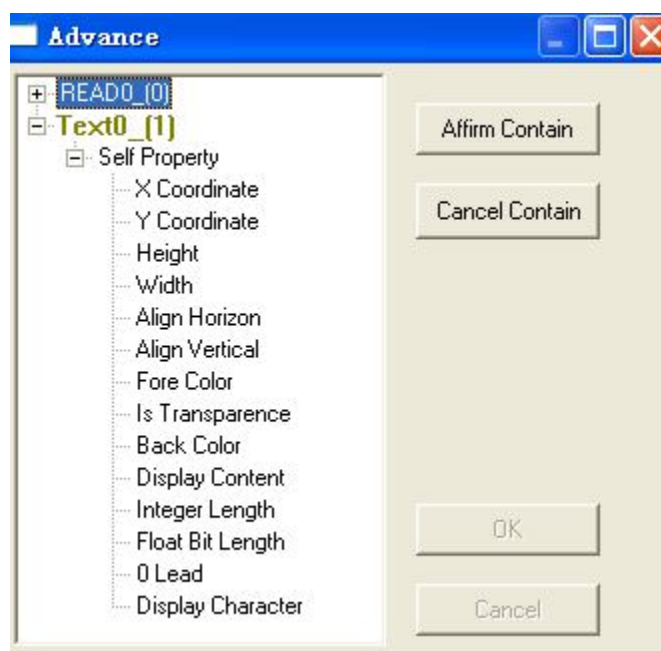 Advance
READ0_(0)
Text0_(1)
Self Property
X Coordinate
Y Coordinate
Height
Width
Align Horizon
Align Vertical
Fore Color
Is Transparence
Back Color
Display Content
Integer Length
Float Bit Length
0 Lead
Display Character
Affirm Contain
Cancel Contain
OK
Cancel